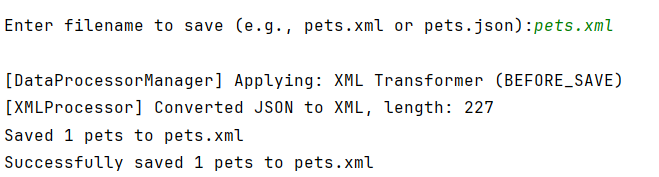 Enter filename to save (e.g., pets.xml or pets.json):pets.xml
[DataProcessorManager] Applying: XML Transformer (BEFORE_SAVE)
[XMLProcessor] Converted JSON to XML, length: 227
Saved 1 pets to pets.xml
Successfully saved 1 pets to pets.xml